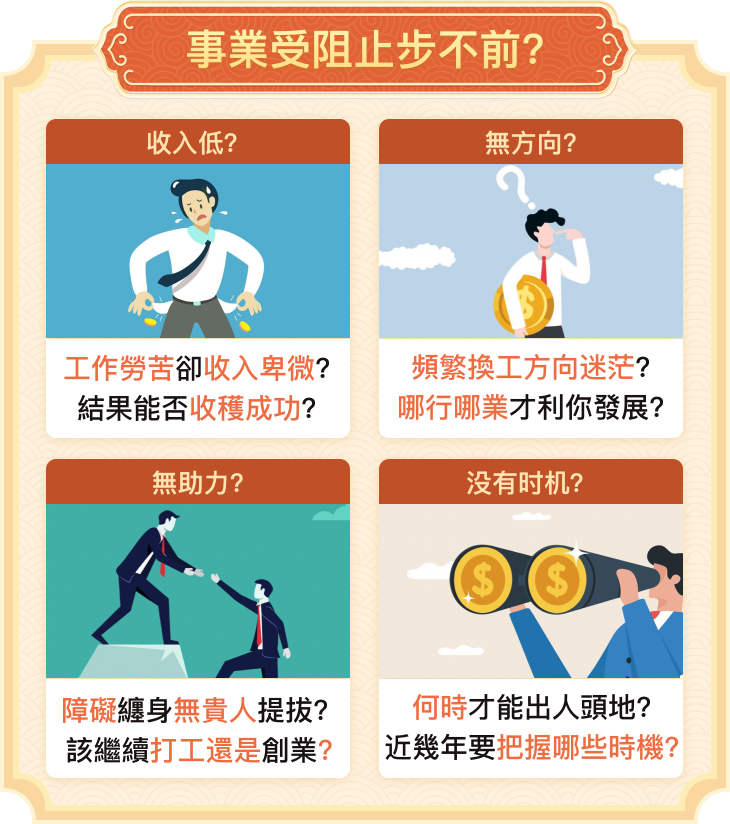 事業受阻止步不前?
收入低?
無方向?
工作勞苦卻收入卑微?
結果能否收穫成功?
頻繁換工方向迷茫?
哪行哪業才利你發展?
無助力?
没有时机?
障礙纏身無貴人提拔?
該繼續打工還是創業?
何時才能出人頭地?
近幾年要把握哪些時機?